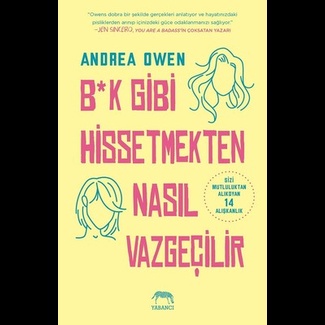 "Owens dobra bir şekilde gerçekleri anlatıyor ve hayatınızdaki
pisliklerden arınıp içinizdeki güce odaklanmanızı sağlıyor."
—JEN SINCERO, YOU ARE A BADASS'IN ÇOKSATAN YAZARI
ANDREA OWEN
B*K GİBİ
HİSSETMEKTEN
NASIL
VAZGEÇİLİR
SİZİ
MUTLULUKTAN
ALIKOYAN
14
ALIŞKANLIK
YABANCI